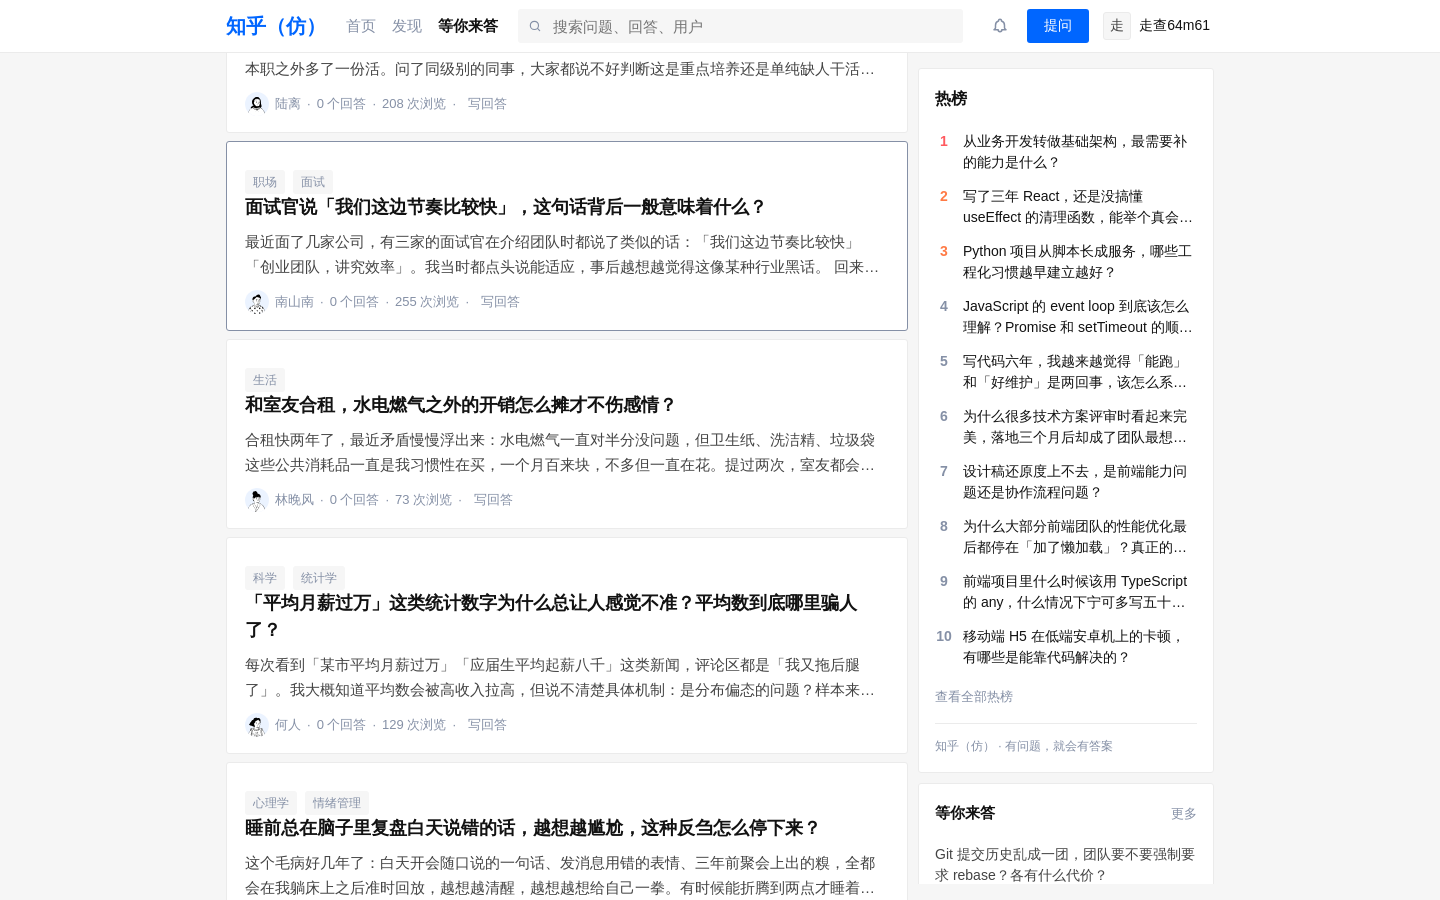 知乎（仿） 首页 发现 等你来答 搜索问题、回答、用户 提问 走 走查64m61
本职之外多了一份活。问了同级别的同事，大家都说不好判断这是重点培养还是单纯缺人干活…
陆离 · 0 个回答 · 208 次浏览 · 写回答
职场 面试
面试官说「我们这边节奏比较快」，这句话背后一般意味着什么？
最近面了几家公司，有三家的面试官在介绍团队时都说了类似的话：「我们这边节奏比较快」
「创业团队，讲究效率」。我当时都点头说能适应，事后越想越觉得这像某种行业黑话。 回来…
南山南 · 0 个回答 · 255 次浏览 · 写回答
生活
和室友合租，水电燃气之外的开销怎么摊才不伤感情？
合租快两年了，最近矛盾慢慢浮出来：水电燃气一直对半分没问题，但卫生纸、洗洁精、垃圾袋
这些公共消耗品一直是我习惯性在买，一个月百来块，不多但一直在花。提过两次，室友都会…
林晚风 · 0 个回答 · 73 次浏览 · 写回答
科学 统计学
「平均月薪过万」这类统计数字为什么总让人感觉不准？平均数到底哪里骗人
了？
每次看到「某市平均月薪过万」「应届生平均起薪八千」这类新闻，评论区都是「我又拖后腿
了」。我大概知道平均数会被高收入拉高，但说不清楚具体机制：是分布偏态的问题？样本来…
何人 · 0 个回答 · 129 次浏览 · 写回答
心理学 情绪管理
睡前总在脑子里复盘白天说错的话，越想越尴尬，这种反刍怎么停下来？
这个毛病好几年了：白天开会随口说的一句话、发消息用错的表情、三年前聚会上出的糗，全都
会在我躺床上之后准时回放，越想越清醒，越想越想给自己一拳。有时候能折腾到两点才睡着…
热榜
1 从业务开发转做基础架构，最需要补
的能力是什么？
2 写了三年 React，还是没搞懂
useEffect 的清理函数，能举个真会…
3 Python 项目从脚本长成服务，哪些工
程化习惯越早建立越好？
4 JavaScript 的 event loop 到底该怎么
理解？Promise 和 setTimeout 的顺…
5 写代码六年，我越来越觉得「能跑」
和「好维护」是两回事，该怎么系…
6 为什么很多技术方案评审时看起来完
美，落地三个月后却成了团队最想…
7 设计稿还原度上不去，是前端能力问
题还是协作流程问题？
8 为什么大部分前端团队的性能优化最
后都停在「加了懒加载」？真正的…
9 前端项目里什么时候该用 TypeScript
的 any，什么情况下宁可多写五十…
10 移动端 H5 在低端安卓机上的卡顿，
有哪些是能靠代码解决的？
查看全部热榜
知乎（仿） · 有问题，就会有答案
等你来答 更多
Git 提交历史乱成一团，团队要不要强制要
求 rebase？各有什么代价？